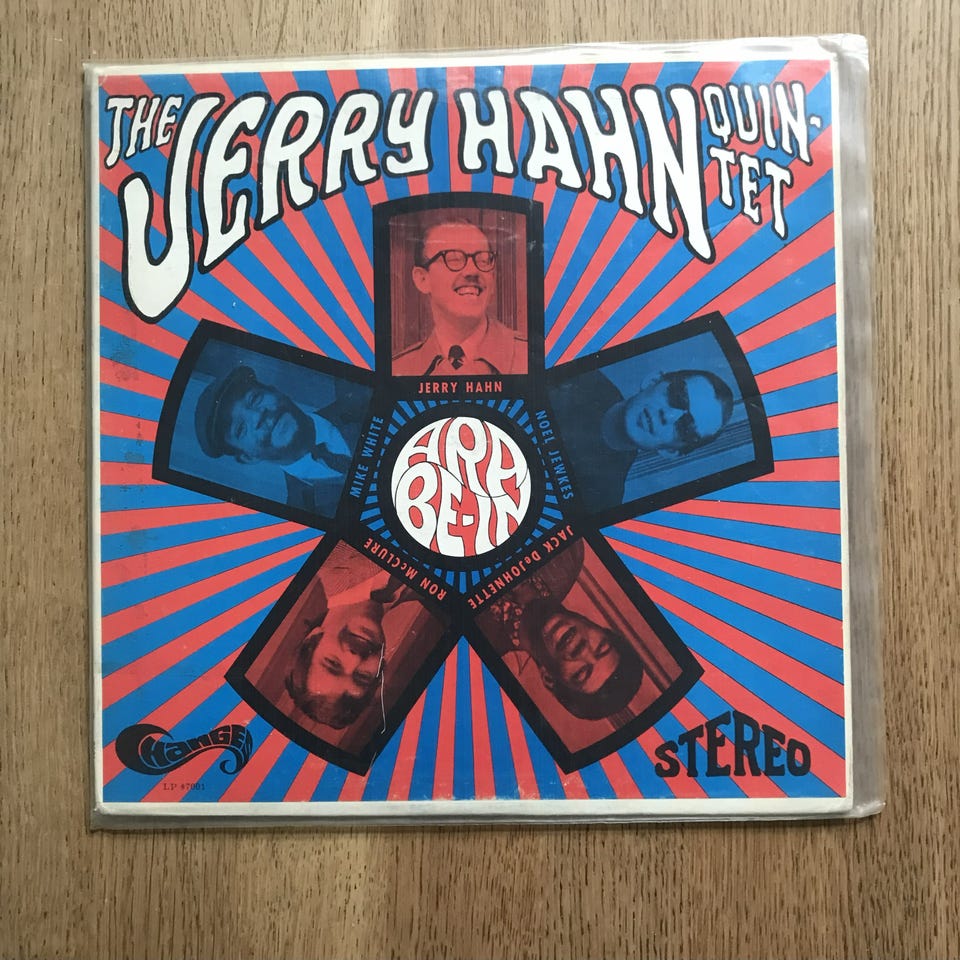 THE JERRY HAHN QUIN-
TET
JERRY HAHN
MIKE WHITE
NOEL JEWKES
ARA
BE-IN
RON McCLURE
JACK DeJOHNETTE
CHANGES
STEREO
LP #7001